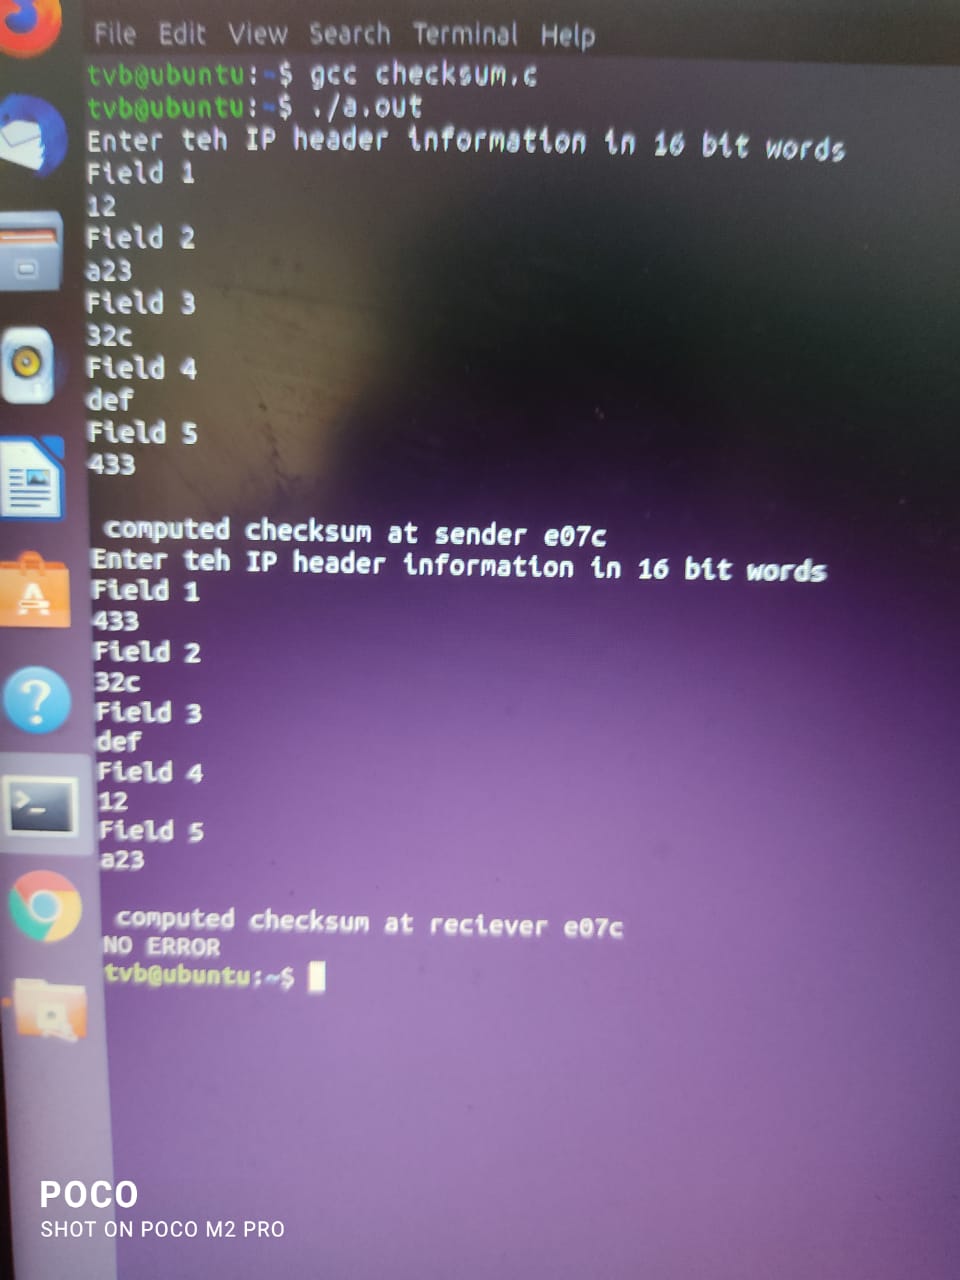 File Edit View Search Terminal Help
tvb@ubuntu:~$ gcc checksum.c
tvb@ubuntu:~$ ./a.out
Enter teh IP header information in 16 bit words
Field 1
12
Field 2
a23
Field 3
32c
Field 4
def
Field 5
433
computed checksum at sender e07c
Enter teh IP header information in 16 bit words
Field 1
433
Field 2
32c
Field 3
def
Field 4
12
Field 5
a23
computed checksum at reciever e07c
NO ERROR
tvb@ubuntu:~$
POCO
SHOT ON POCO M2 PRO